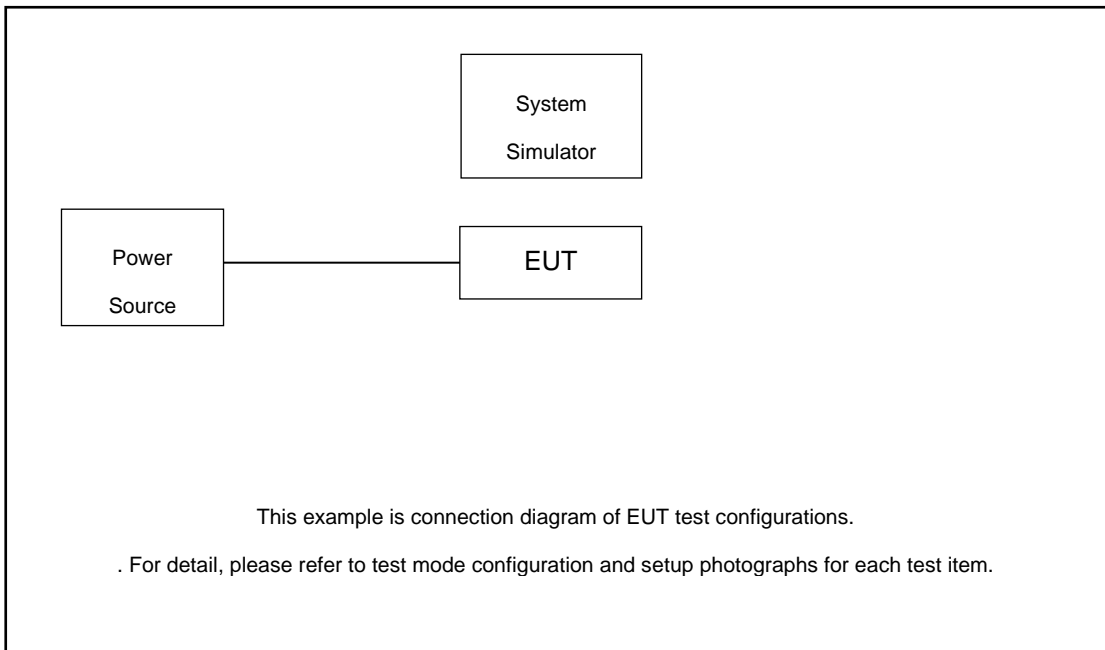 System
Simulator
Power
Source
EUT
This example is connection diagram of EUT test configurations.
. For detail, please refer to test mode configuration and setup photographs for each test item.